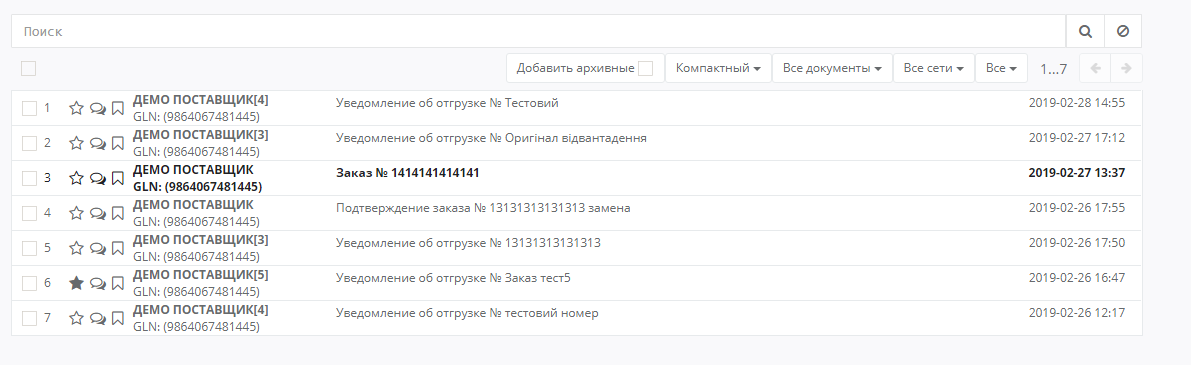 Поиск
Добавить архивные Компактный Все документы Все сети Все 1...7
1 ДЕМО ПОСТАВЩИК[4] Уведомление об отгрузке № Тестовий 2019-02-28 14:55
GLN: (9864067481445)
2 ДЕМО ПОСТАВЩИК[3] Уведомление об отгрузке № Оригінал відвантадення 2019-02-27 17:12
GLN: (9864067481445)
3 ДЕМО ПОСТАВЩИК Заказ № 1414141414141 2019-02-27 13:37
GLN: (9864067481445)
4 ДЕМО ПОСТАВЩИК Подтверждение заказа № 13131313131313 замена 2019-02-26 17:55
GLN: (9864067481445)
5 ДЕМО ПОСТАВЩИК[3] Уведомление об отгрузке № 13131313131313 2019-02-26 17:50
GLN: (9864067481445)
6 ДЕМО ПОСТАВЩИК[5] Уведомление об отгрузке № Заказ тест5 2019-02-26 16:47
GLN: (9864067481445)
7 ДЕМО ПОСТАВЩИК[4] Уведомление об отгрузке № тестовий номер 2019-02-26 12:17
GLN: (9864067481445)